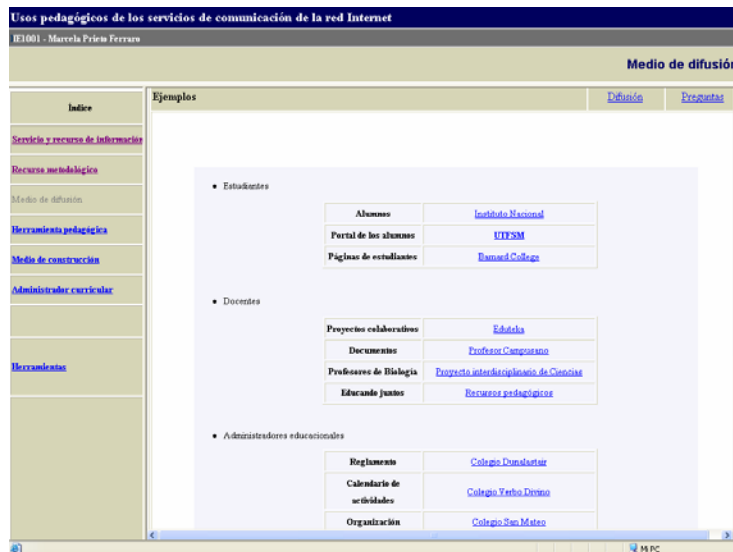 Usos pedagógicos de los servicios de comunicación de la red Internet
IE1001 - Marcela Prieto Ferraro
Medio de difusión
Índice
Servicio y recurso de información
Recurso metodológico
Medio de difusión
Herramienta pedagógica
Medio de construcción
Administrador curricular
Herramientas
Ejemplos
Difusión
Preguntas
• Estudiantes
Alumnos Instituto Nacional
Portal de los alumnos UTFSM
Páginas de estudiantes Barnard College
• Docentes
Proyectos colaborativos Eduteka
Documentos Profesor Campusano
Profesores de Biología Proyecto interdisciplinario de Ciencias
Educando juntos Recursos pedagógicos
• Administradores educacionales
Reglamento Colegio Dunalastair
Calendario de
actividades Colegio Verbo Divino
Organización Colegio San Mateo
Mi PC